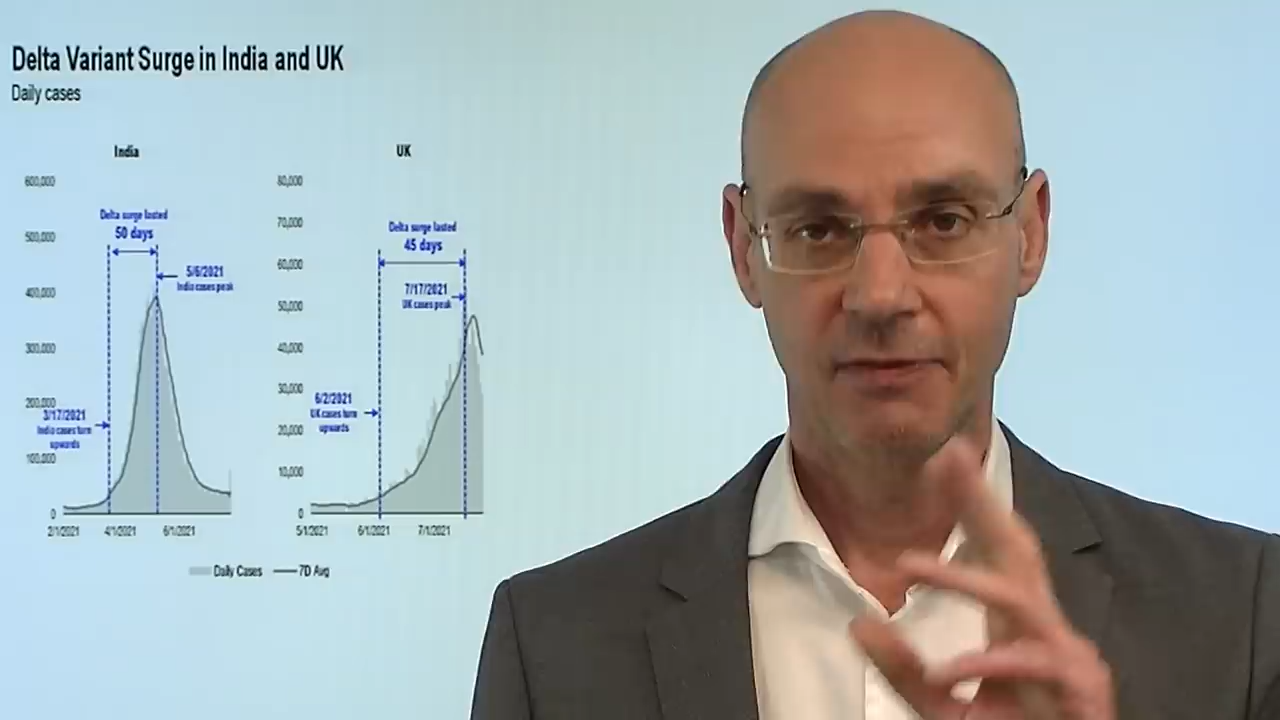 Delta Variant Surge in India and UK
Daily cases
India
600,000
500,000
400,000
300,000
200,000
100,000
0
Delta surge lasted
50 days
5/6/2021
India cases peak
3/17/2021
India cases turn
upwards
2/1/2021 4/1/2021 6/1/2021
UK
80,000
70,000
60,000
50,000
40,000
30,000
20,000
10,000
0
Delta surge lasted
45 days
7/17/2021
UK cases peak
6/2/2021
UK cases turn
upwards
5/1/2021 6/1/2021 7/1/2021
Daily Cases 7D Avg